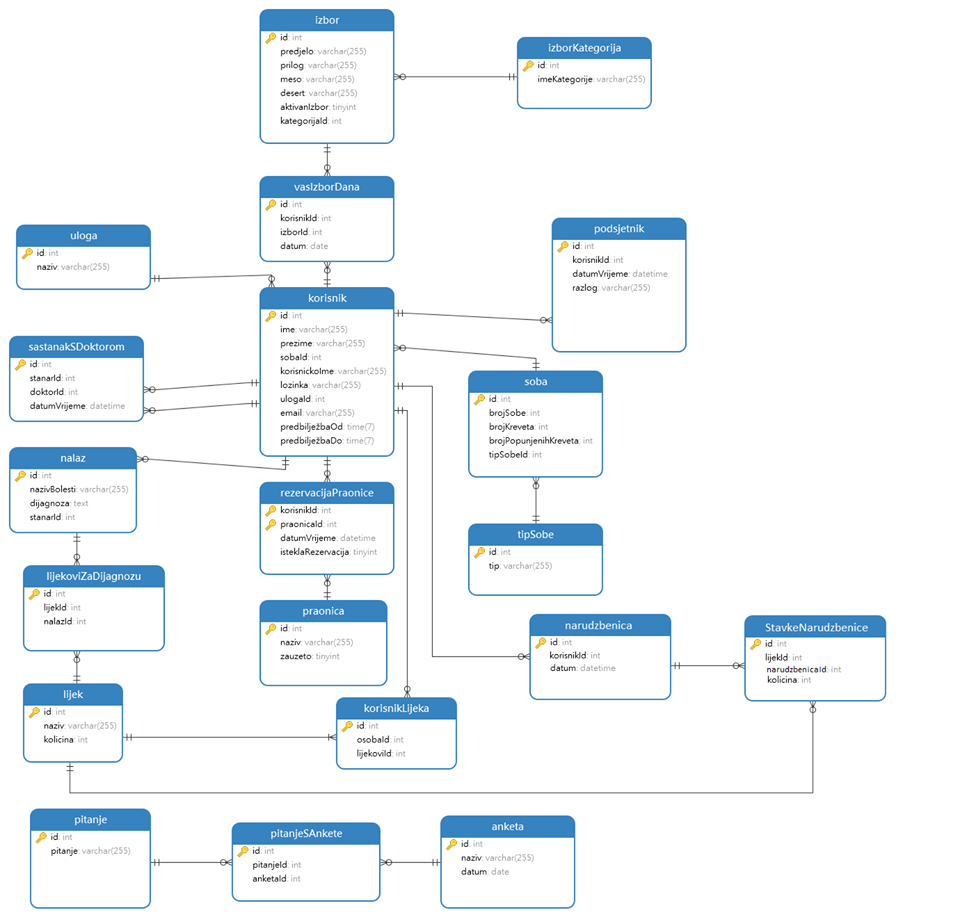 izbor
id: int
predjelo: varchar(255)
prilog: varchar(255)
meso: varchar(255)
desert: varchar(255)
aktivanIzbor: tinyint
kategorijaId: int
izborKategorija
id: int
imeKategorije: varchar(255)
vasIzborDana
id: int
korisnikId: int
izborId: int
datum: date
uloga
id: int
naziv: varchar(255)
podsjetnik
id: int
korisnikId: int
datumVrijeme: datetime
razlog: varchar(255)
korisnik
id: int
ime: varchar(255)
prezime: varchar(255)
sobaId: int
korisnickoIme: varchar(255)
lozinka: varchar(255)
ulogaId: int
email: varchar(255)
predbilježbaOd: time(7)
predbilježbaDo: time(7)
sastanakSDoktorom
id: int
stanarId: int
doktorId: int
datumVrijeme: datetime
soba
id: int
brojSobe: int
brojKreveta: int
brojPopunjenihKreveta: int
tipSobeId: int
nalaz
id: int
nazivBolesti: varchar(255)
dijagnoza: text
stanarId: int
rezervacijaPraonice
korisnikId: int
praonicaId: int
datumVrijeme: datetime
isteklaRezervacija: tinyint
tipSobe
id: int
tip: varchar(255)
lijekoviZaDijagnozu
id: int
lijekId: int
nalazId: int
praonica
id: int
naziv: varchar(255)
zauzeto: tinyint
narudzbenica
id: int
korisnikId: int
datum: datetime
StavkeNarudzbenice
id: int
lijekId: int
narudzbenicaId: int
kolicina: int
lijek
id: int
naziv: varchar(255)
kolicina: int
korisnikLijeka
id: int
osobaId: int
lijekoviId: int
pitanje
id: int
pitanje: varchar(255)
pitanjeSAnkete
id: int
pitanjeId: int
anketaId: int
anketa
id: int
naziv: varchar(255)
datum: date